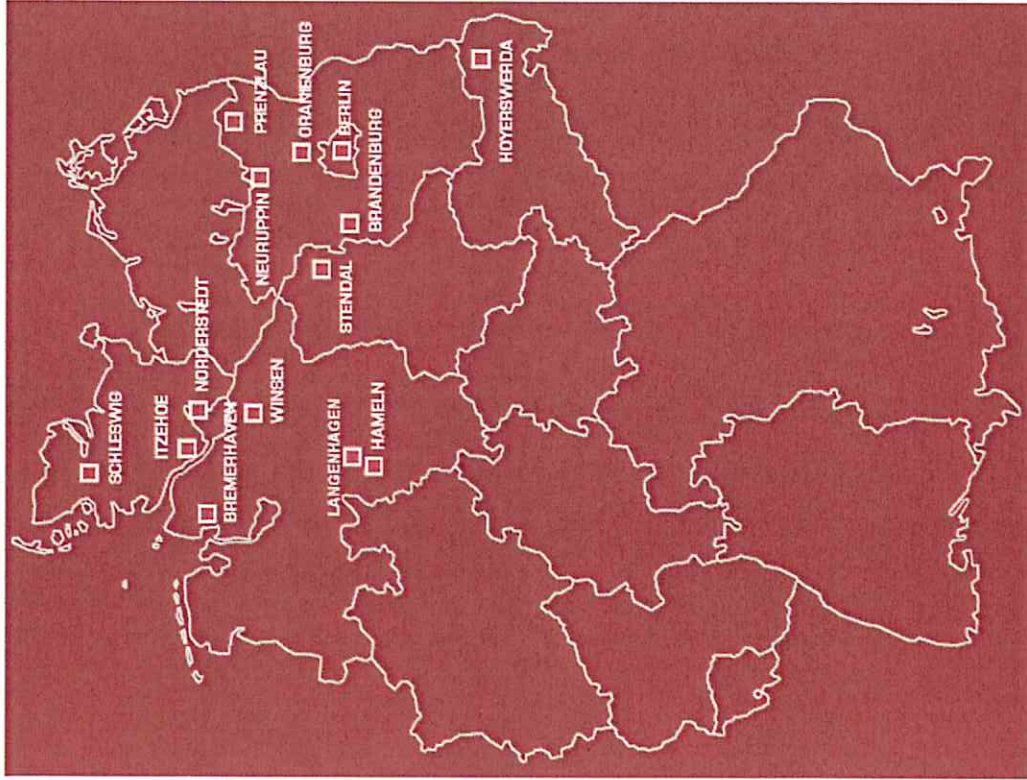 SCHLESWIG
ITZEHOE
NORDERSTEDT
BREMERHAVEN
WINSEN
LANGENHAGEN
HAMELN
STENDAL
NEURUPPIN
PRENZLAU
ORANIENBURG
BERLIN
BRANDENBURG
HOYERSWERDA